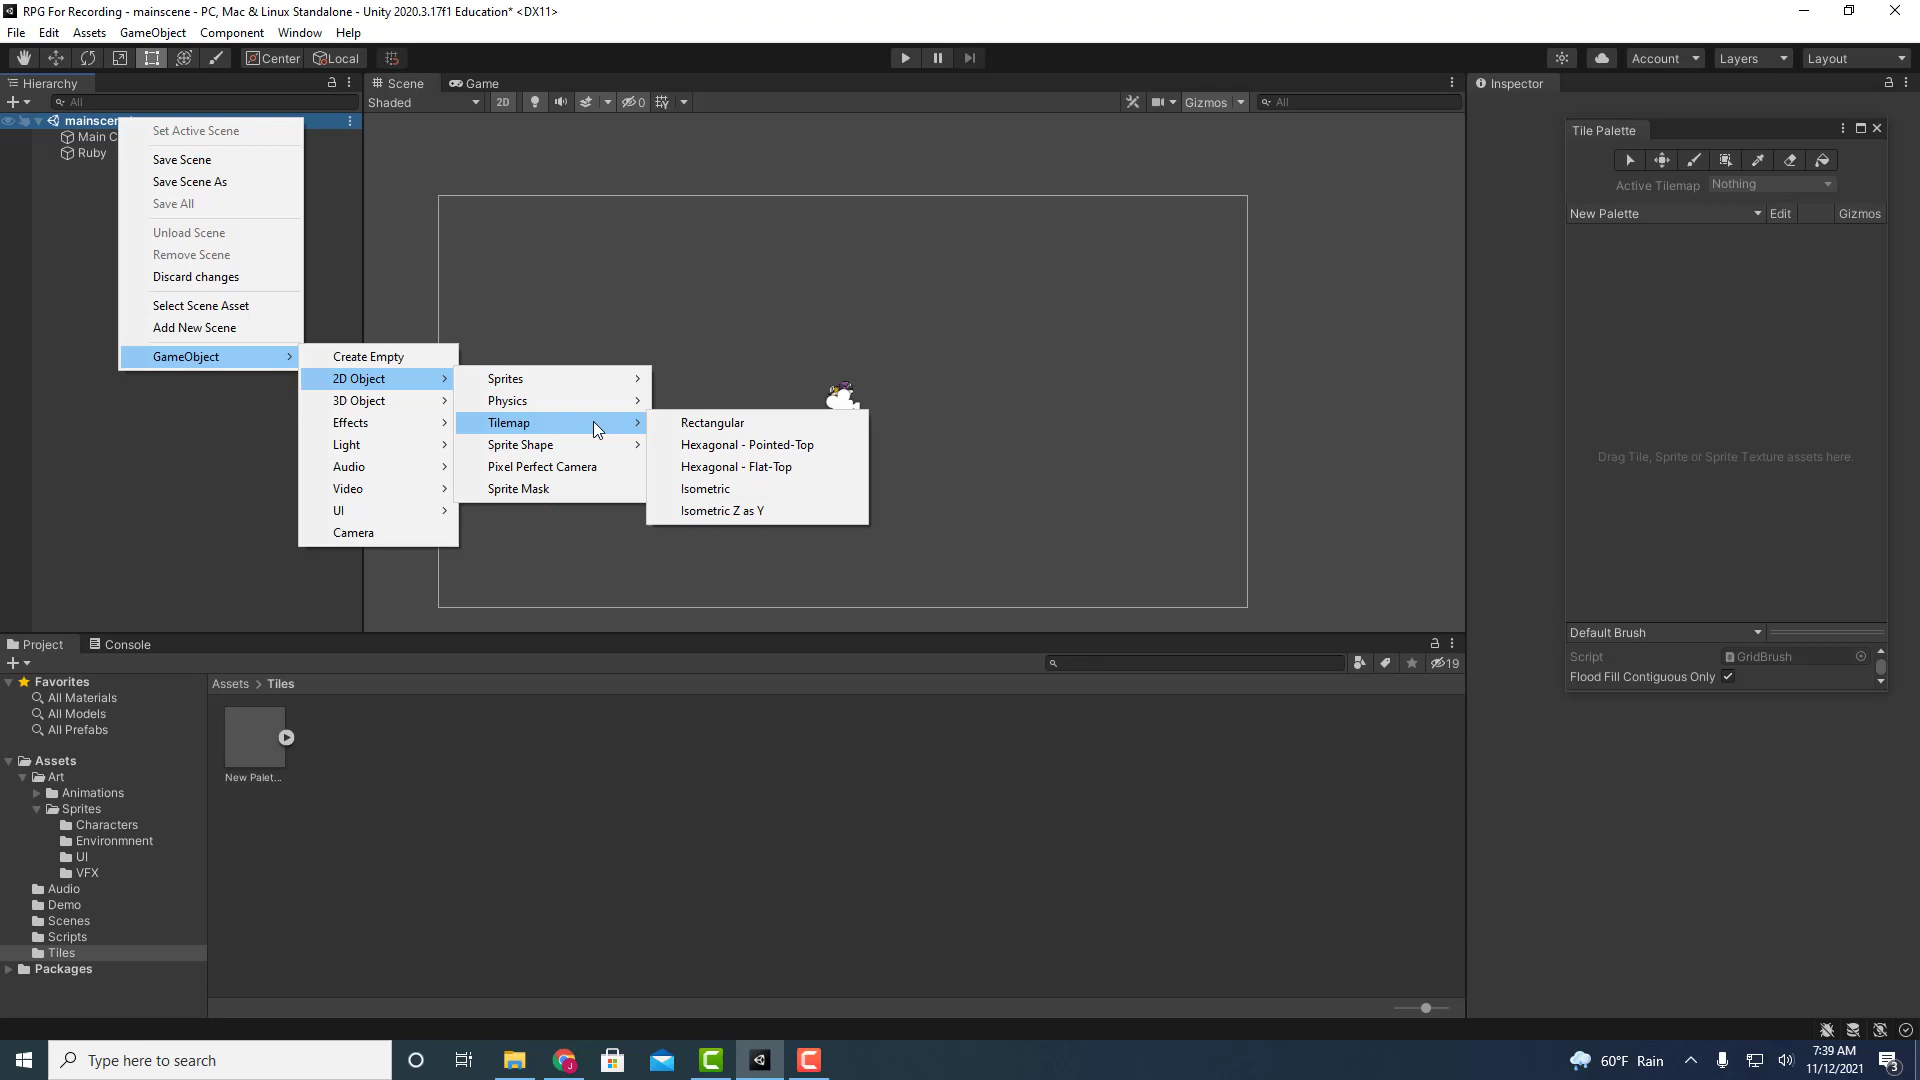 RPG For Recording - mainscene - PC, Mac & Linux Standalone - Unity 2020.3.17f1 Education* <DX11>
File Edit Assets GameObject Component Window Help
Center Local Account Layers Layout
Hierarchy
All
mainscen
Main C
Ruby
Set Active Scene
Save Scene
Save Scene As
Save All
Unload Scene
Remove Scene
Discard changes
Select Scene Asset
Add New Scene
GameObject
Create Empty
2D Object
3D Object
Effects
Light
Audio
Video
UI
Camera
Sprites
Physics
Tilemap
Sprite Shape
Pixel Perfect Camera
Sprite Mask
Rectangular
Hexagonal - Pointed-Top
Hexagonal - Flat-Top
Isometric
Isometric Z as Y
Scene Game
Shaded 2D 0 Gizmos All
Inspector
Tile Palette
Active Tilemap Nothing
New Palette Edit Gizmos
Drag Tile, Sprite or Sprite Texture assets here.
Default Brush
Script GridBrush
Flood Fill Contiguous Only
Project Console
19
Favorites
All Materials
All Models
All Prefabs
Assets
Art
Animations
Sprites
Characters
Environmnent
UI
VFX
Audio
Demo
Scenes
Scripts
Tiles
Packages
Assets > Tiles
New Palet...
Type here to search
60°F Rain
7:39 AM
11/12/2021
3